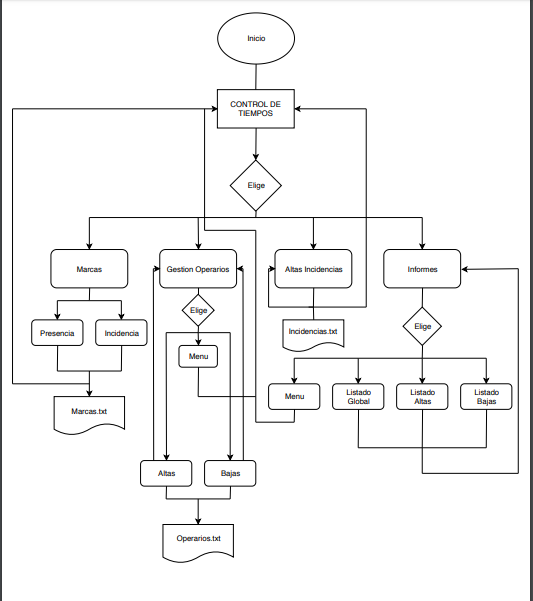 Inicio
CONTROL DE
TIEMPOS
Elige
Marcas
Gestion Operarios
Altas Incidencias
Informes
Elige
Elige
Presencia
Incidencia
Incidencias.txt
Menu
Menu
Listado
Global
Listado
Altas
Listado
Bajas
Marcas.txt
Altas
Bajas
Operarios.txt